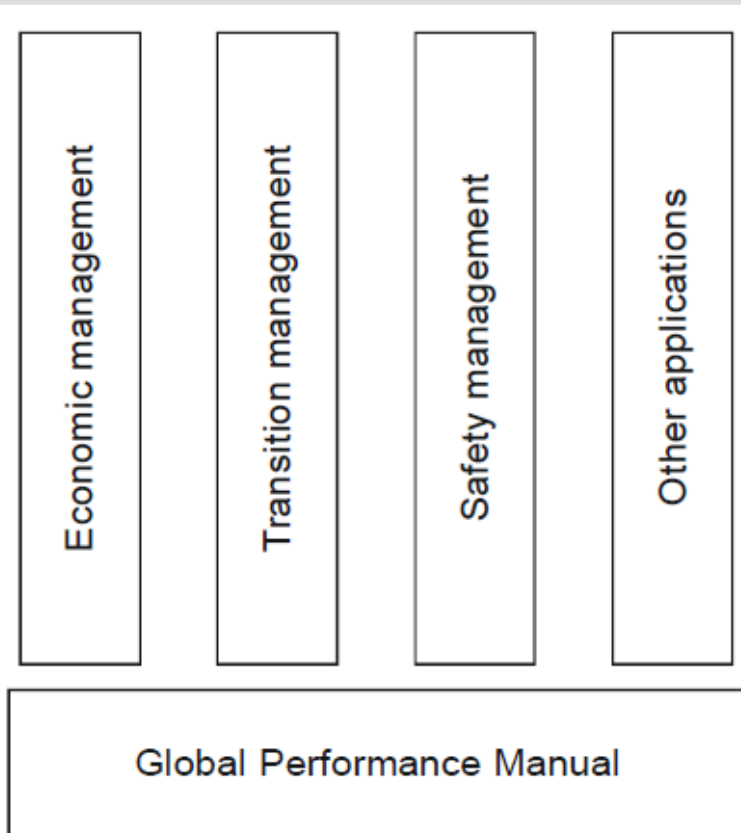 Economic management
Transition management
Safety management
Other applications
Global Performance Manual